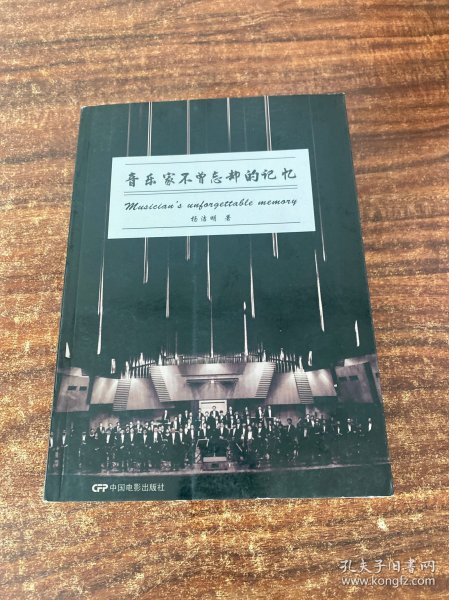 音乐家不曾忘却的记忆
Musician's unforgettable memory
杨洁明 著
CFP 中国电影出版社
孔夫子旧书网
www.kongfz.com